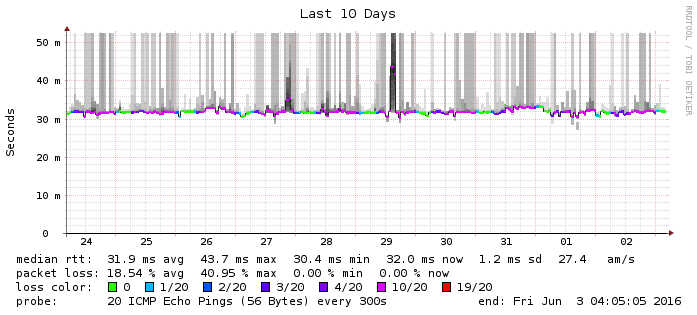 Last 10 Days
RRDTOOL / TOBI OETIKER
Seconds
50 m
40 m
30 m
20 m
10 m
0
24 25 26 27 28 29 30 31 01 02
median rtt: 31.9 ms avg 43.7 ms max 30.4 ms min 32.0 ms now 1.2 ms sd 27.4 am/s
packet loss: 18.54 % avg 40.95 % max 0.00 % min 0.00 % now
loss color: 0 1/20 2/20 3/20 4/20 10/20 19/20
probe: 20 ICMP Echo Pings (56 Bytes) every 300s end: Fri Jun 3 04:05:05 2016